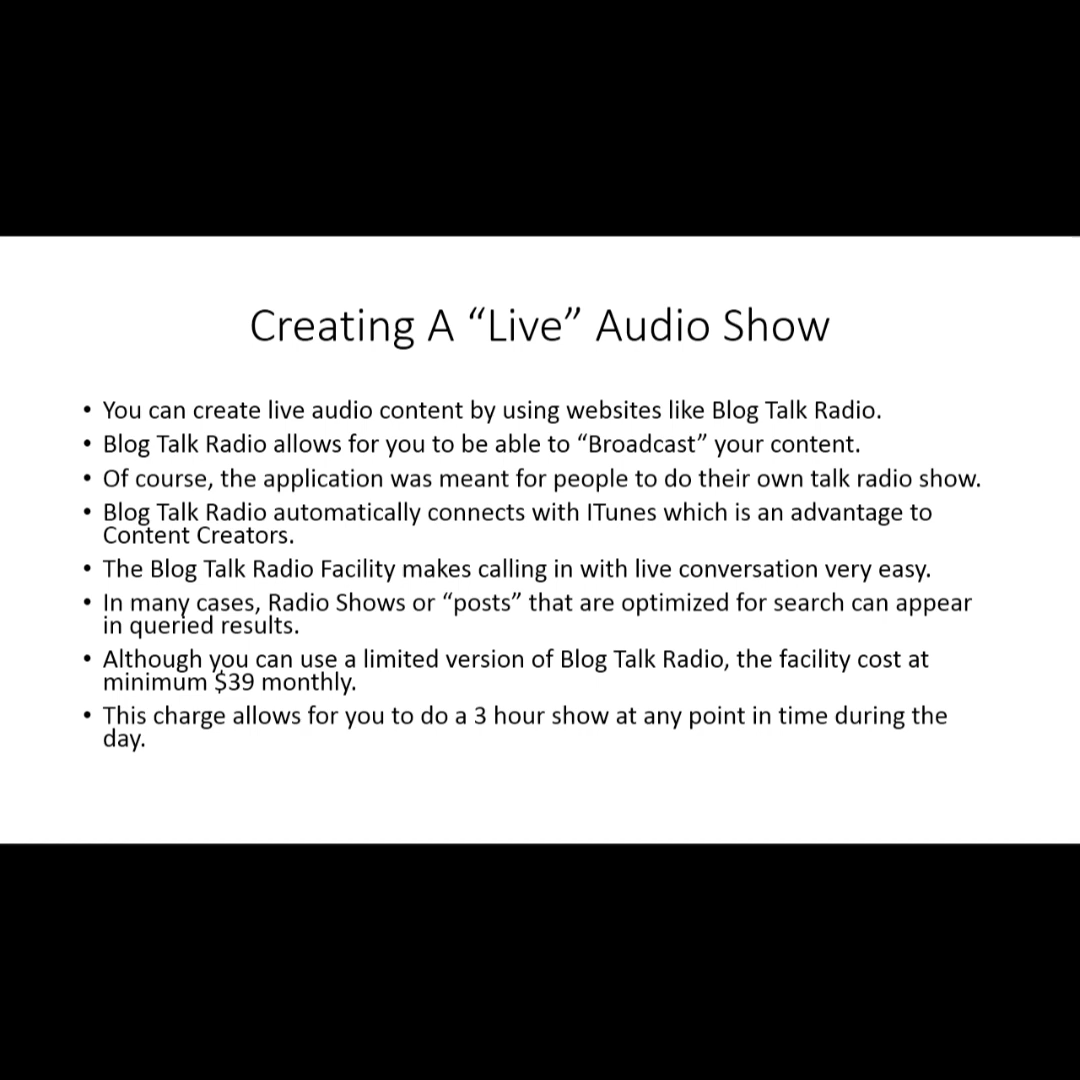 Creating A “Live” Audio Show
• You can create live audio content by using websites like Blog Talk Radio.
• Blog Talk Radio allows for you to be able to “Broadcast” your content.
• Of course, the application was meant for people to do their own talk radio show.
• Blog Talk Radio automatically connects with ITunes which is an advantage to
Content Creators.
• The Blog Talk Radio Facility makes calling in with live conversation very easy.
• In many cases, Radio Shows or “posts” that are optimized for search can appear
in queried results.
• Although you can use a limited version of Blog Talk Radio, the facility cost at
minimum $39 monthly.
• This charge allows for you to do a 3 hour show at any point in time during the
day.